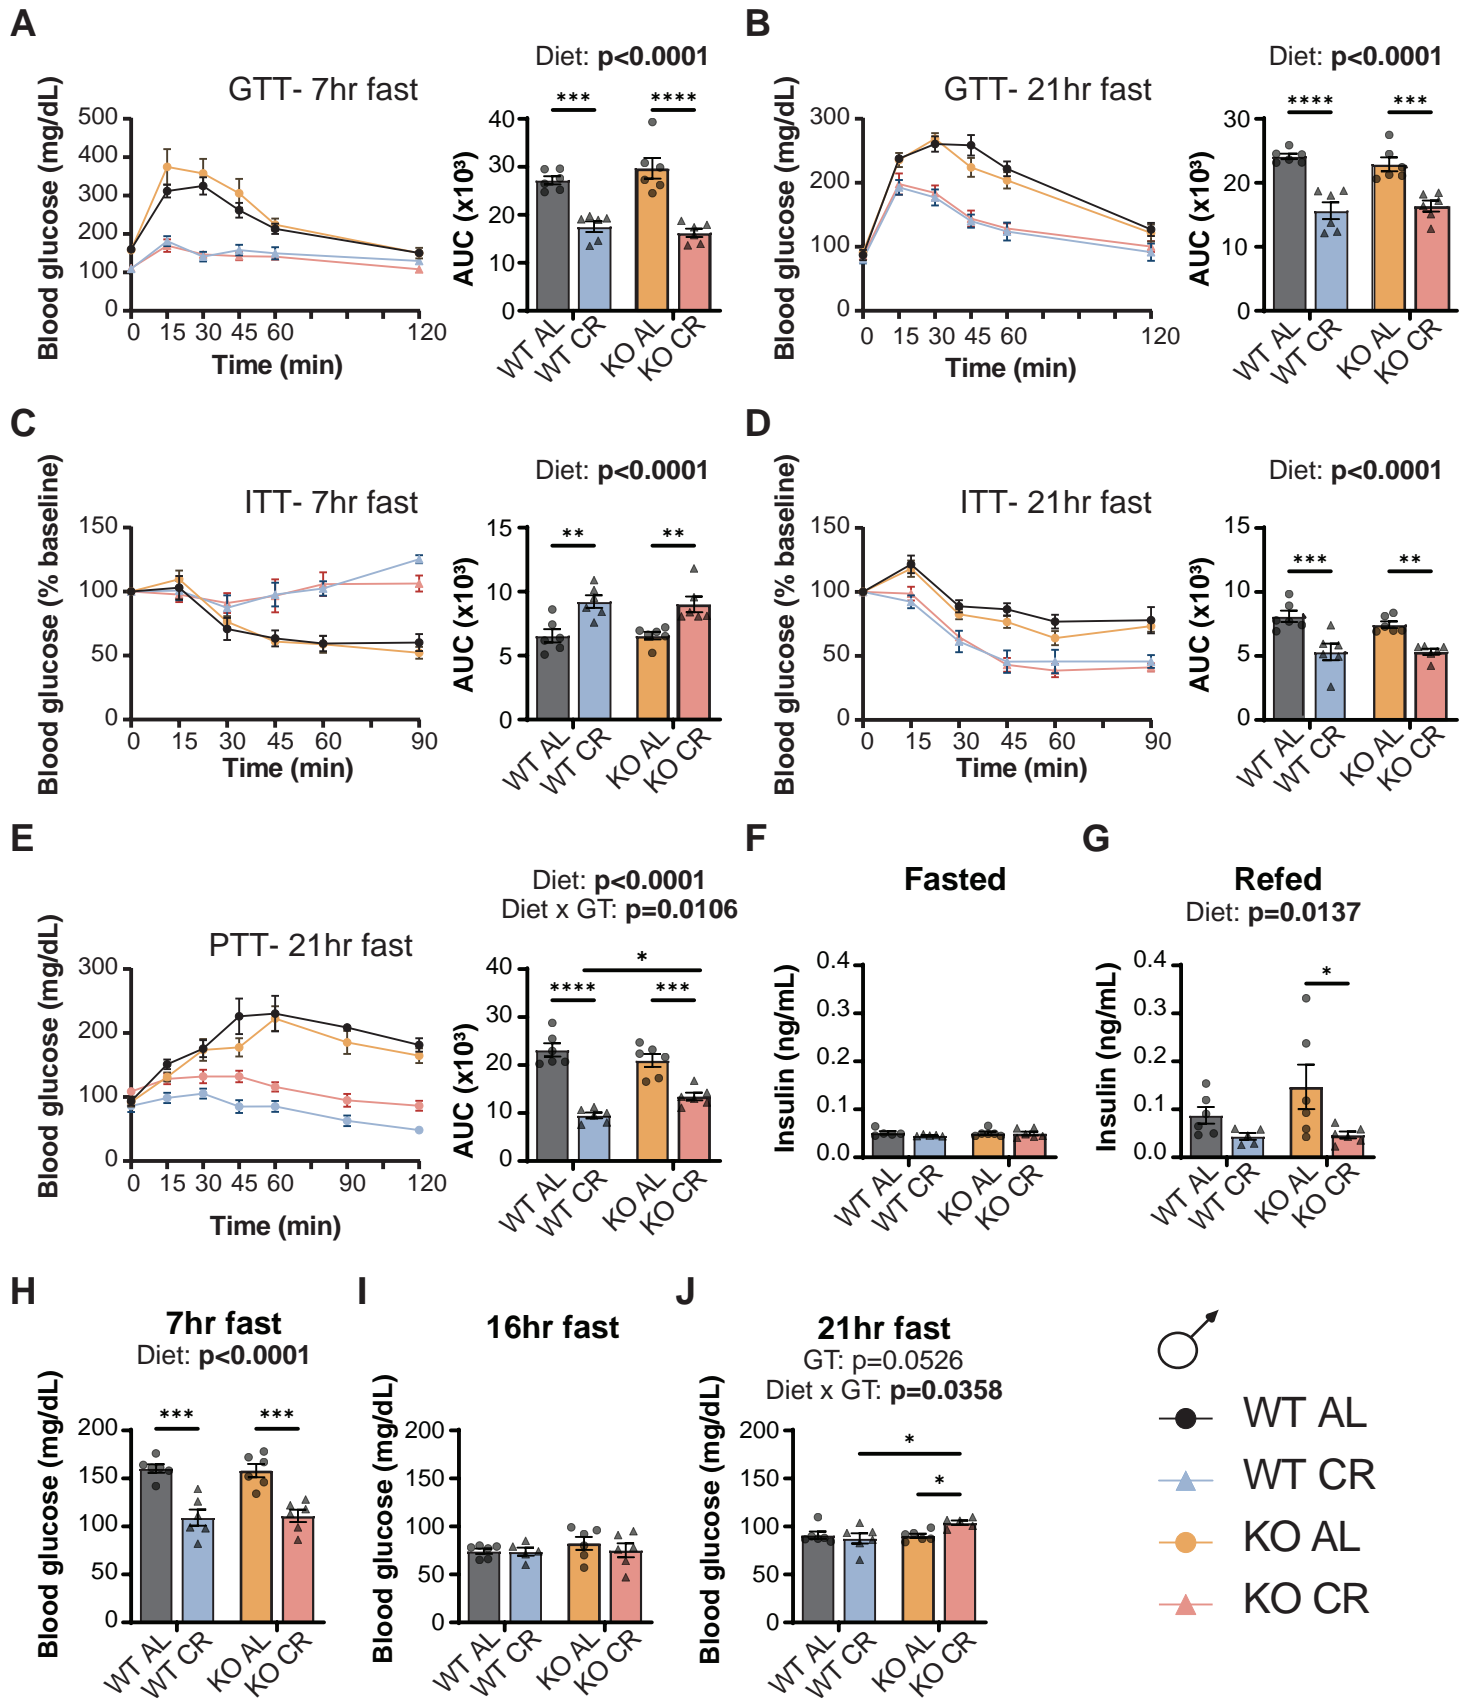 A
Diet: p<0.0001
GTT- 7hr fast
Blood glucose (mg/dL)
500
400
300
200
100
0
0 15 30 45 60 120
Time (min)
*** ****
AUC (x10³)
40
30
20
10
0
WT AL
WT CR
KO AL
KO CR
B
Diet: p<0.0001
GTT- 21hr fast
Blood glucose (mg/dL)
300
200
100
0
0 15 30 45 60 120
Time (min)
**** ***
AUC (x10³)
30
20
10
0
WT AL
WT CR
KO AL
KO CR
C
Diet: p<0.0001
ITT- 7hr fast
Blood glucose (% baseline)
150
100
50
0
0 15 30 45 60 90
Time (min)
** **
AUC (x10³)
15
10
5
0
WT AL
WT CR
KO AL
KO CR
D
Diet: p<0.0001
ITT- 21hr fast
Blood glucose (% baseline)
150
100
50
0
0 15 30 45 60 90
Time (min)
*** **
AUC (x10³)
15
10
5
0
WT AL
WT CR
KO AL
KO CR
E
Diet: p<0.0001
Diet x GT: p=0.0106
PTT- 21hr fast
Blood glucose (mg/dL)
300
200
100
0
0 15 30 45 60 90 120
Time (min)
*
**** ***
AUC (x10³)
40
30
20
10
0
WT AL
WT CR
KO AL
KO CR
F
Fasted
Insulin (ng/mL)
0.4
0.3
0.2
0.1
0.0
WT AL
WT CR
KO AL
KO CR
G
Refed
Diet: p=0.0137
*
Insulin (ng/mL)
0.4
0.3
0.2
0.1
0.0
WT AL
WT CR
KO AL
KO CR
H
7hr fast
Diet: p<0.0001
*** ***
Blood glucose (mg/dL)
200
150
100
50
0
WT AL
WT CR
KO AL
KO CR
I
16hr fast
Blood glucose (mg/dL)
200
150
100
50
0
WT AL
WT CR
KO AL
KO CR
J
21hr fast
GT: p=0.0526
Diet x GT: p=0.0358
*
*
Blood glucose (mg/dL)
200
150
100
50
0
WT AL
WT CR
KO AL
KO CR
WT AL
WT CR
KO AL
KO CR